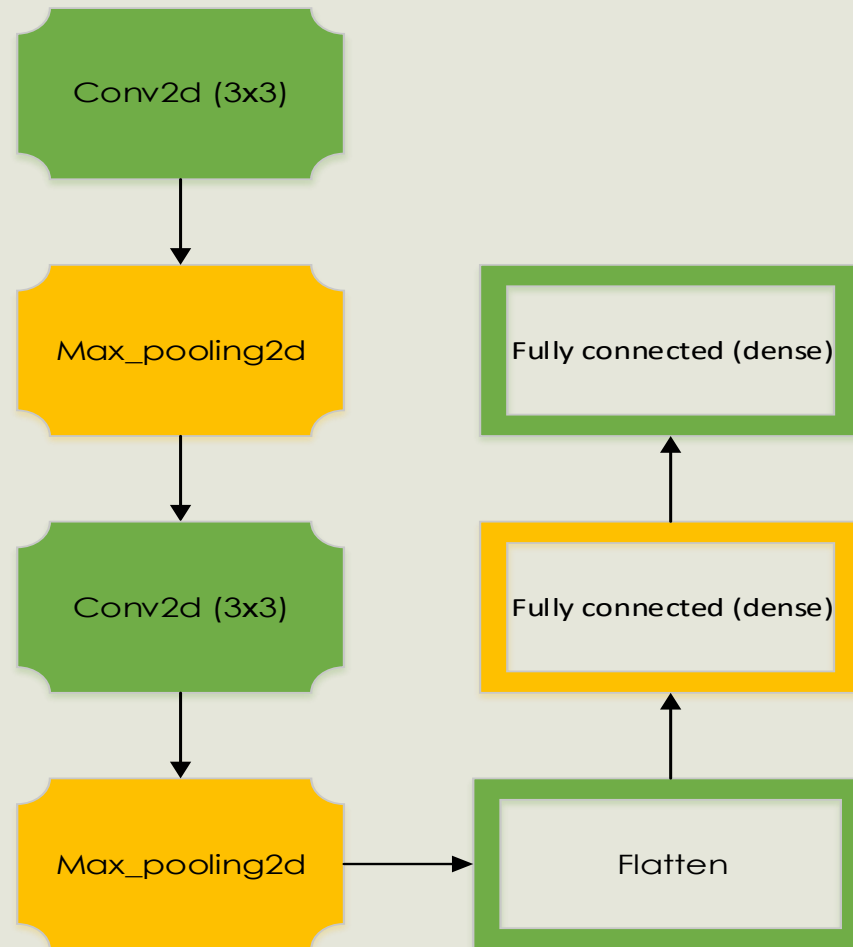 Conv2d (3x3)
Max_pooling2d
Conv2d (3x3)
Max_pooling2d
Flatten
Fully connected (dense)
Fully connected (dense)